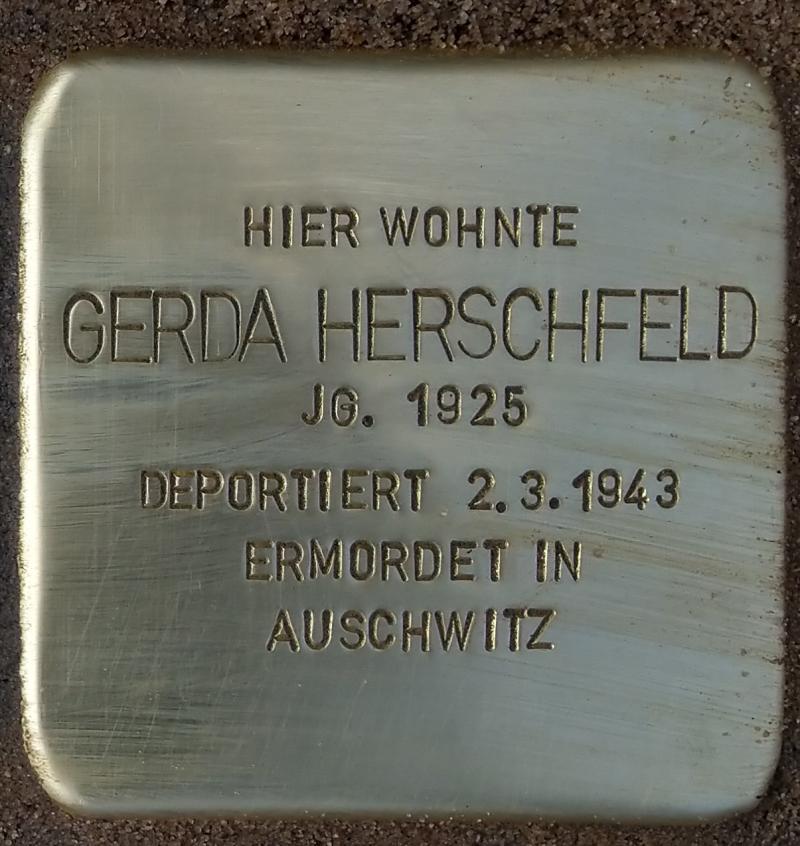 HIER WOHNTE
GERDA HERSCHFELD
JG. 1925
DEPORTIERT 2.3.1943
ERMORDET IN
AUSCHWITZ